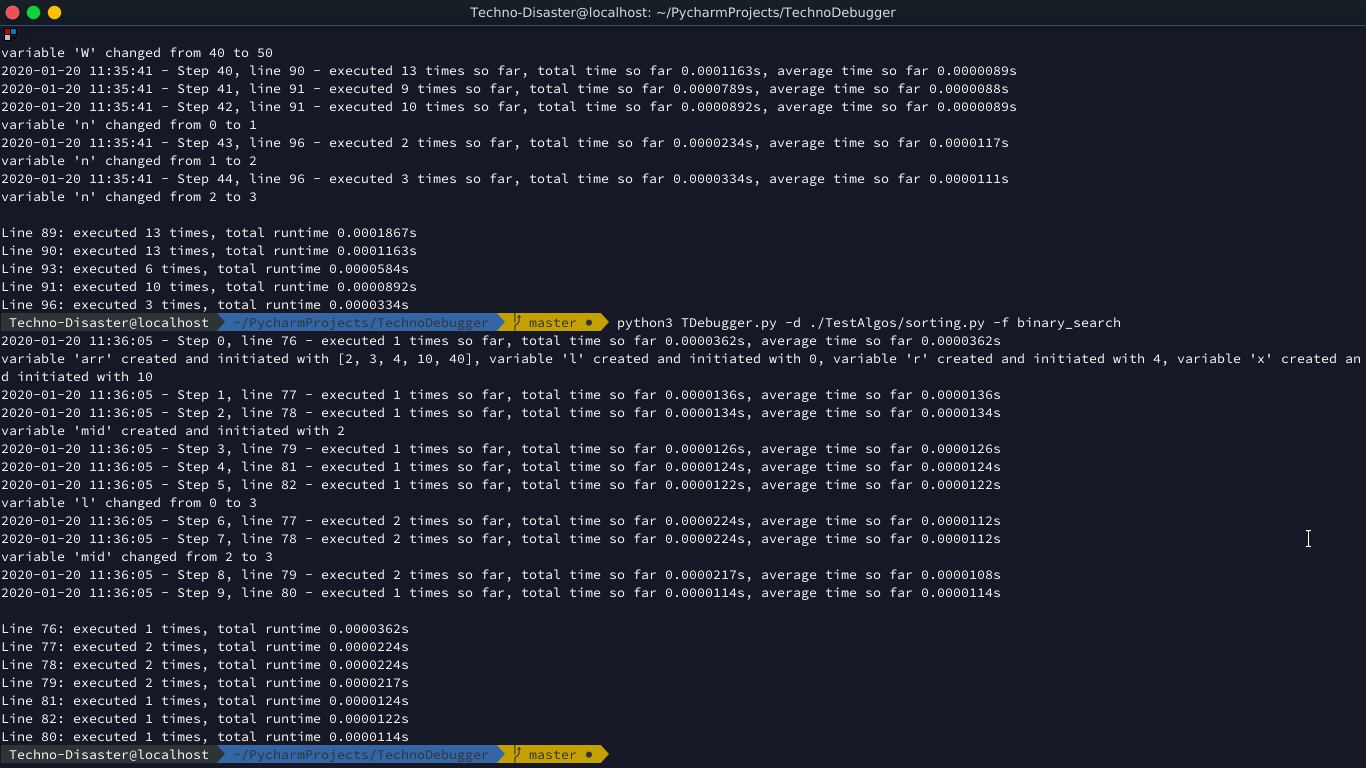 Techno-Disaster@localhost: ~/PycharmProjects/TechnoDebugger
variable 'W' changed from 40 to 50
2020-01-20 11:35:41 - Step 40, line 90 - executed 13 times so far, total time so far 0.0001163s, average time so far 0.0000089s
2020-01-20 11:35:41 - Step 41, line 91 - executed 9 times so far, total time so far 0.0000789s, average time so far 0.0000088s
2020-01-20 11:35:41 - Step 42, line 91 - executed 10 times so far, total time so far 0.0000892s, average time so far 0.0000089s
variable 'n' changed from 0 to 1
2020-01-20 11:35:41 - Step 43, line 96 - executed 2 times so far, total time so far 0.0000234s, average time so far 0.0000117s
variable 'n' changed from 1 to 2
2020-01-20 11:35:41 - Step 44, line 96 - executed 3 times so far, total time so far 0.0000334s, average time so far 0.0000111s
variable 'n' changed from 2 to 3
Line 89: executed 13 times, total runtime 0.0001867s
Line 90: executed 13 times, total runtime 0.0001163s
Line 93: executed 6 times, total runtime 0.0000584s
Line 91: executed 10 times, total runtime 0.0000892s
Line 96: executed 3 times, total runtime 0.0000334s
Techno-Disaster@localhost ~/PycharmProjects/TechnoDebugger master ● python3 TDebugger.py -d ./TestAlgos/sorting.py -f binary_search
2020-01-20 11:36:05 - Step 0, line 76 - executed 1 times so far, total time so far 0.0000362s, average time so far 0.0000362s
variable 'arr' created and initiated with [2, 3, 4, 10, 40], variable 'l' created and initiated with 0, variable 'r' created and initiated with 4, variable 'x' created an
d initiated with 10
2020-01-20 11:36:05 - Step 1, line 77 - executed 1 times so far, total time so far 0.0000136s, average time so far 0.0000136s
2020-01-20 11:36:05 - Step 2, line 78 - executed 1 times so far, total time so far 0.0000134s, average time so far 0.0000134s
variable 'mid' created and initiated with 2
2020-01-20 11:36:05 - Step 3, line 79 - executed 1 times so far, total time so far 0.0000126s, average time so far 0.0000126s
2020-01-20 11:36:05 - Step 4, line 81 - executed 1 times so far, total time so far 0.0000124s, average time so far 0.0000124s
2020-01-20 11:36:05 - Step 5, line 82 - executed 1 times so far, total time so far 0.0000122s, average time so far 0.0000122s
variable 'l' changed from 0 to 3
2020-01-20 11:36:05 - Step 6, line 77 - executed 2 times so far, total time so far 0.0000224s, average time so far 0.0000112s
2020-01-20 11:36:05 - Step 7, line 78 - executed 2 times so far, total time so far 0.0000224s, average time so far 0.0000112s
variable 'mid' changed from 2 to 3
2020-01-20 11:36:05 - Step 8, line 79 - executed 2 times so far, total time so far 0.0000217s, average time so far 0.0000108s
2020-01-20 11:36:05 - Step 9, line 80 - executed 1 times so far, total time so far 0.0000114s, average time so far 0.0000114s
Line 76: executed 1 times, total runtime 0.0000362s
Line 77: executed 2 times, total runtime 0.0000224s
Line 78: executed 2 times, total runtime 0.0000224s
Line 79: executed 2 times, total runtime 0.0000217s
Line 81: executed 1 times, total runtime 0.0000124s
Line 82: executed 1 times, total runtime 0.0000122s
Line 80: executed 1 times, total runtime 0.0000114s
Techno-Disaster@localhost ~/PycharmProjects/TechnoDebugger master ●